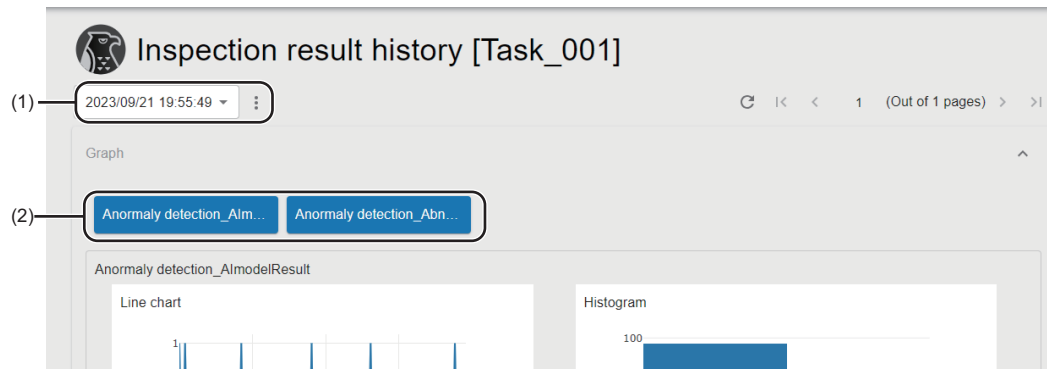 Inspection result history [Task_001]
(1)
2023/09/21 19:55:49
1 (Out of 1 pages)
Graph
(2)
Anormaly detection_AIm...
Anormaly detection_Abn...
Anormaly detection_AImodelResult
Line chart
Histogram
1
100